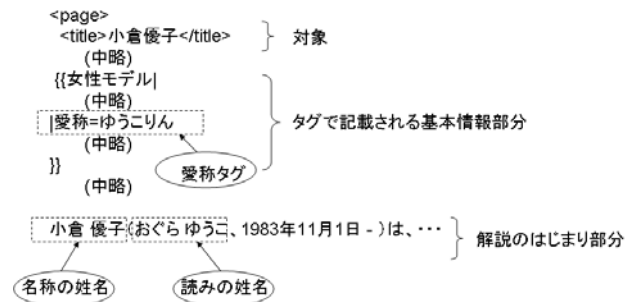 <page>
<title>小倉優子</title> 対象
(中略)
{{女性モデル|
(中略)
|愛称=ゆうこりん タグで記載される基本情報部分
(中略)
}} 愛称タグ
(中略)
小倉 優子(おぐら ゆうこ、1983年11月1日 - )は、・・・ 解説のはじまり部分
名称の姓名 読みの姓名